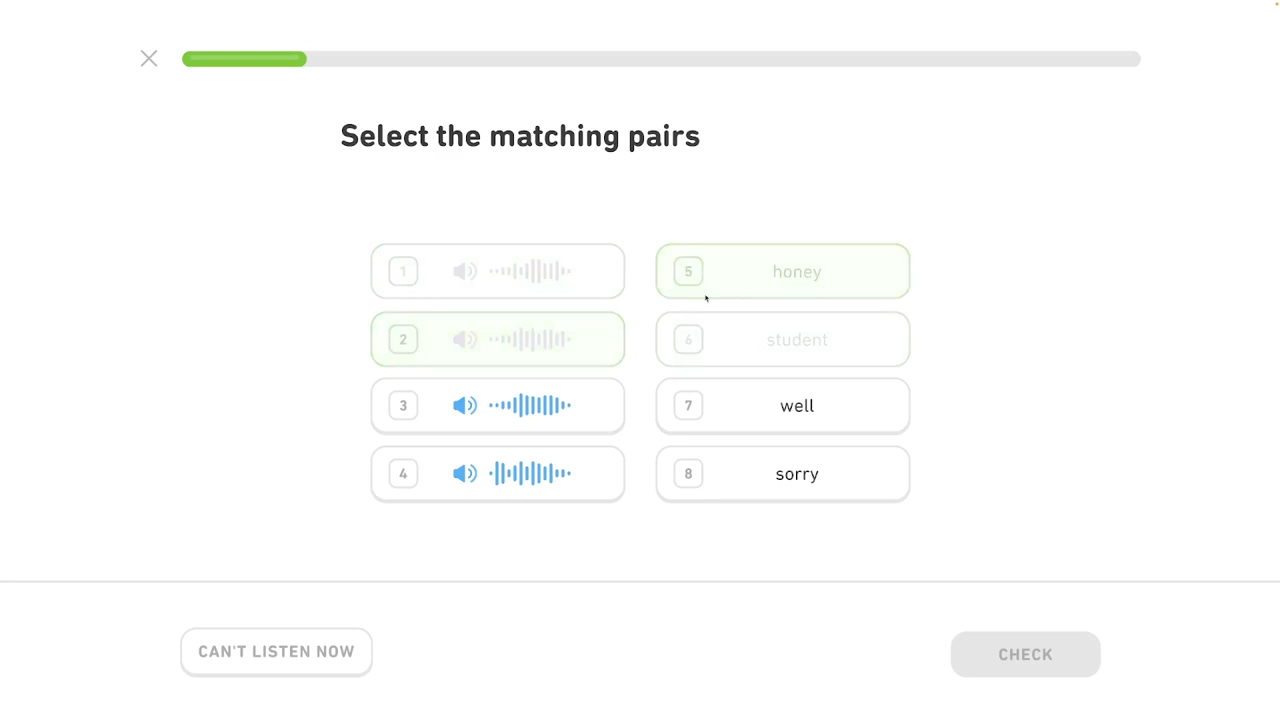 Select the matching pairs
1
5 honey
2
6 student
3
7 well
4
8 sorry
CAN'T LISTEN NOW
CHECK